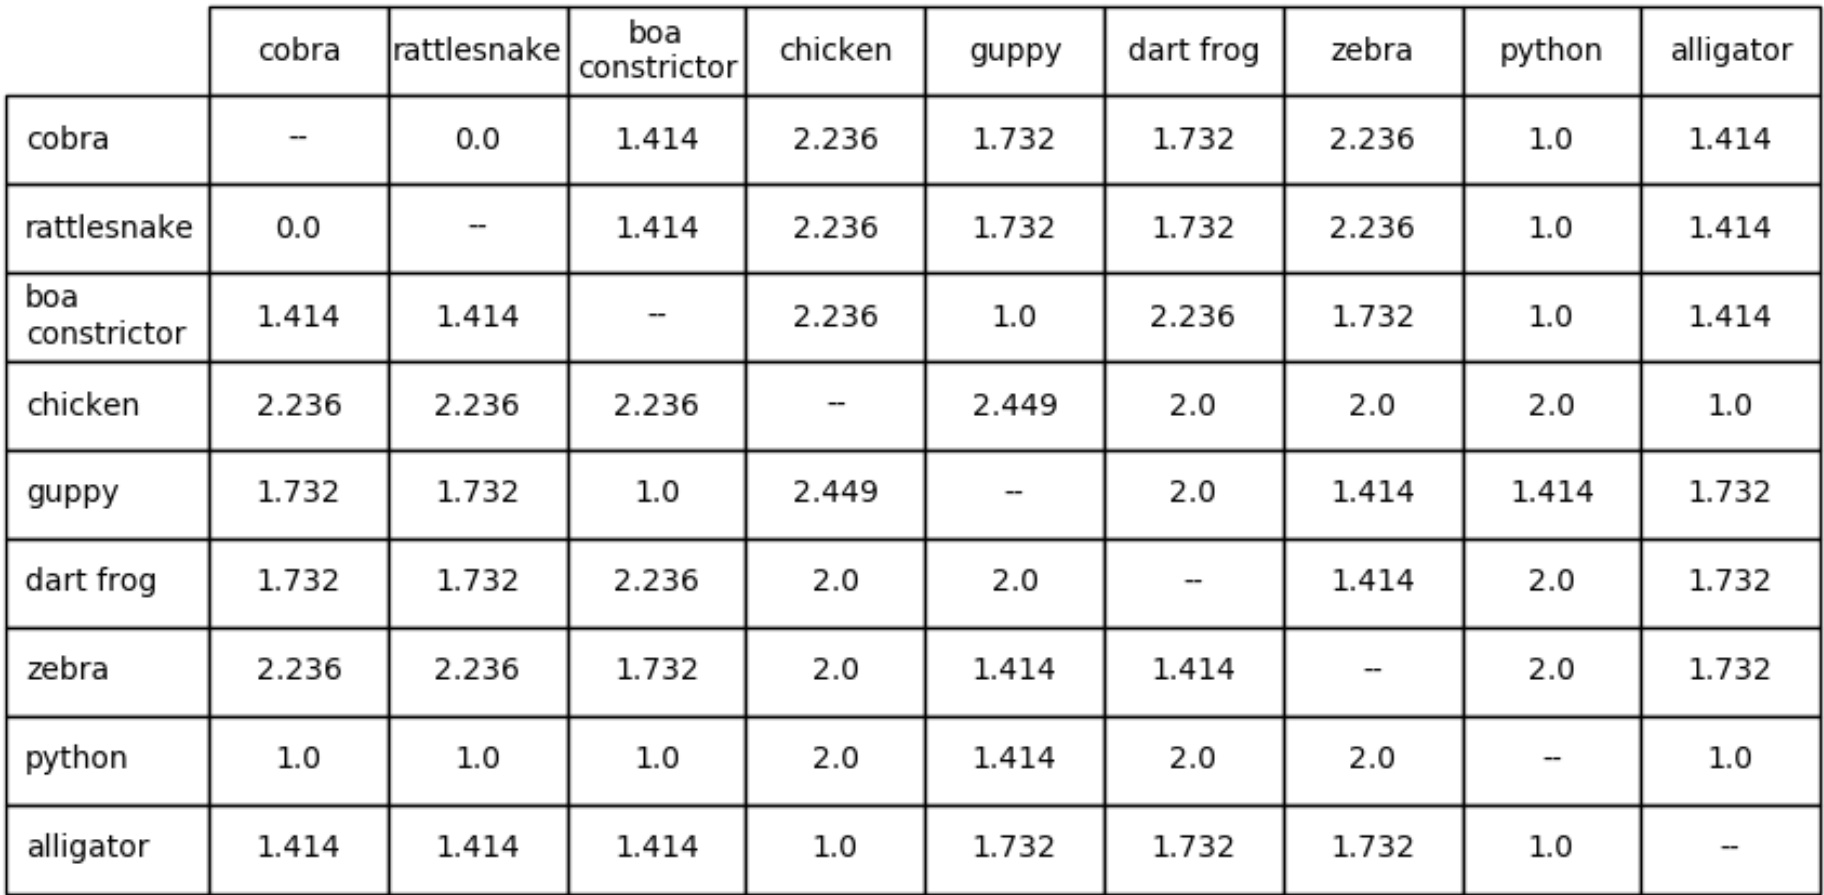 cobra rattlesnake boa constrictor chicken guppy dart frog zebra python alligator
cobra -- 0.0 1.414 2.236 1.732 1.732 2.236 1.0 1.414
rattlesnake 0.0 -- 1.414 2.236 1.732 1.732 2.236 1.0 1.414
boa constrictor 1.414 1.414 -- 2.236 1.0 2.236 1.732 1.0 1.414
chicken 2.236 2.236 2.236 -- 2.449 2.0 2.0 2.0 1.0
guppy 1.732 1.732 1.0 2.449 -- 2.0 1.414 1.414 1.732
dart frog 1.732 1.732 2.236 2.0 2.0 -- 1.414 2.0 1.732
zebra 2.236 2.236 1.732 2.0 1.414 1.414 -- 2.0 1.732
python 1.0 1.0 1.0 2.0 1.414 2.0 2.0 -- 1.0
alligator 1.414 1.414 1.414 1.0 1.732 1.732 1.732 1.0 --